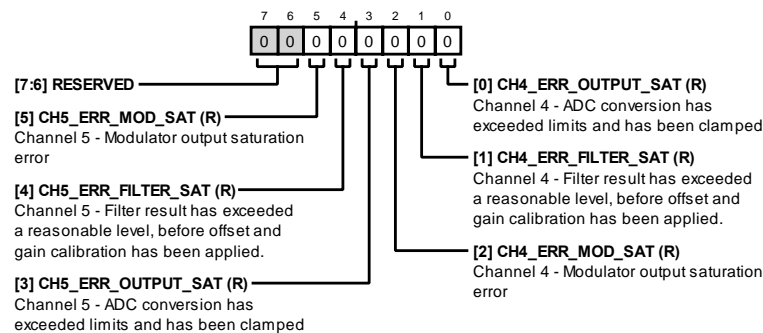 7 6 5 4 3 2 1 0
0 0 0 0 0 0 0 0
[7:6] RESERVED
[5] CH5_ERR_MOD_SAT (R)
Channel 5 - Modulator output saturation
error
[4] CH5_ERR_FILTER_SAT (R)
Channel 5 - Filter result has exceeded
a reasonable level, before offset and
gain calibration has been applied.
[3] CH5_ERR_OUTPUT_SAT (R)
Channel 5 - ADC conversion has
exceeded limits and has been clamped
[0] CH4_ERR_OUTPUT_SAT (R)
Channel 4 - ADC conversion has
exceeded limits and has been clamped
[1] CH4_ERR_FILTER_SAT (R)
Channel 4 - Filter result has exceeded
a reasonable level, before offset and
gain calibration has been applied.
[2] CH4_ERR_MOD_SAT (R)
Channel 4 - Modulator output saturation
error